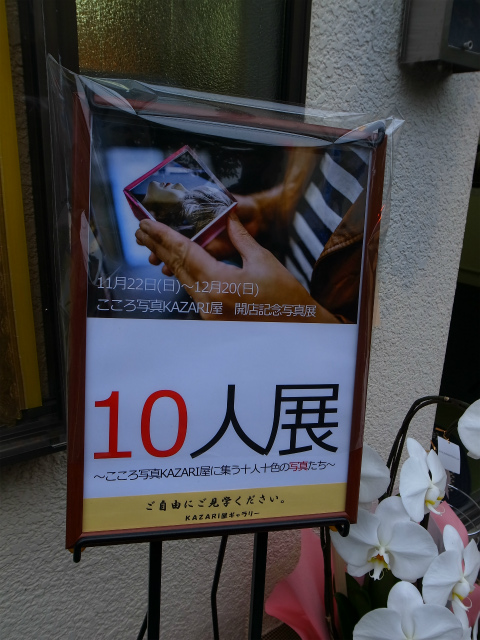 11月22日(日)～12月20(日)
こころ写真KAZARI屋　開店記念写真展
10人展
～こころ写真KAZARI屋に集う十人十色の写真たち～
ご自由にご見学ください。
KAZARI屋ギャラリー